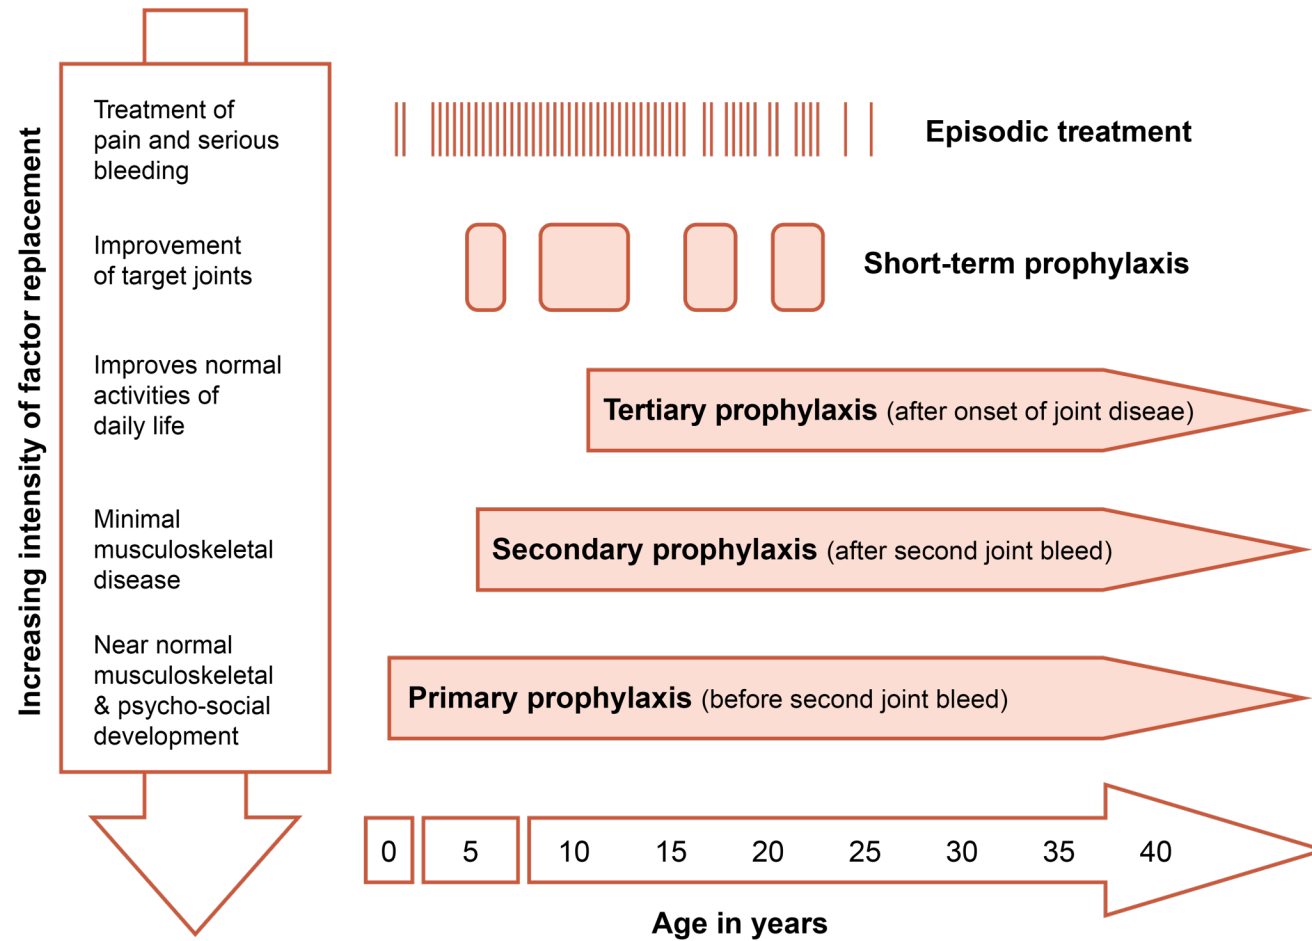 Increasing intensity of factor replacement
Treatment of
pain and serious
bleeding
Episodic treatment
Improvement
of target joints
Short-term prophylaxis
Improves normal
activities of
daily life
Tertiary prophylaxis (after onset of joint diseae)
Minimal
musculoskeletal
disease
Secondary prophylaxis (after second joint bleed)
Near normal
musculoskeletal
& psycho-social
development
Primary prophylaxis (before second joint bleed)
0 5 10 15 20 25 30 35 40
Age in years